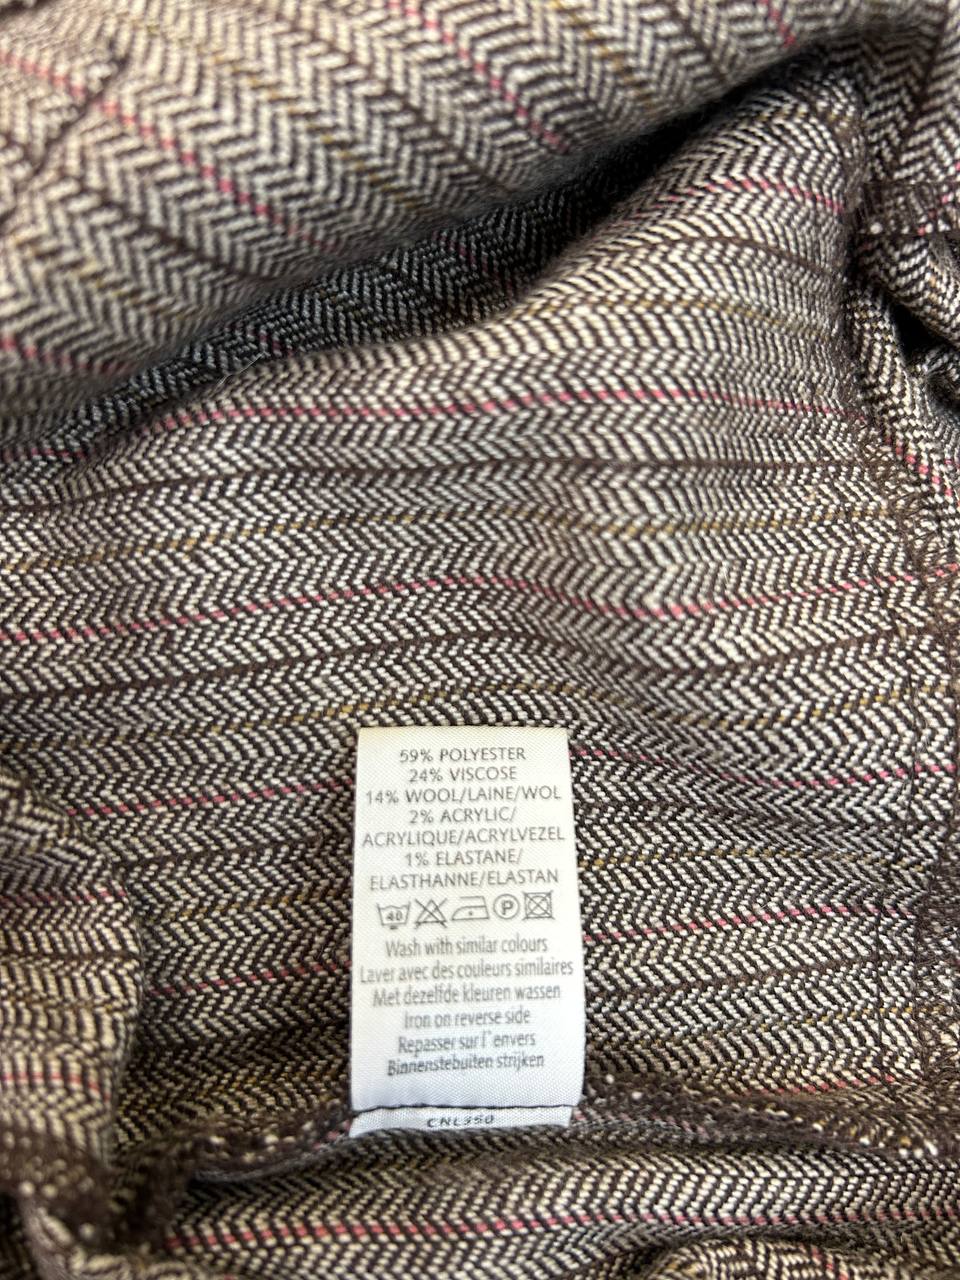 59% POLYESTER
24% VISCOSE
14% WOOL/LAINE/WOL
2% ACRYLIC/
ACRYLIQUE/ACRYLVEZEL
1% ELASTANE/
ELASTHANNE/ELASTAN
40 P
Wash with similar colours
Laver avec des couleurs similaires
Met dezelfde kleuren wassen
Iron on reverse side
Repasser sur l'envers
Binnenstebuiten strijken
CNL350